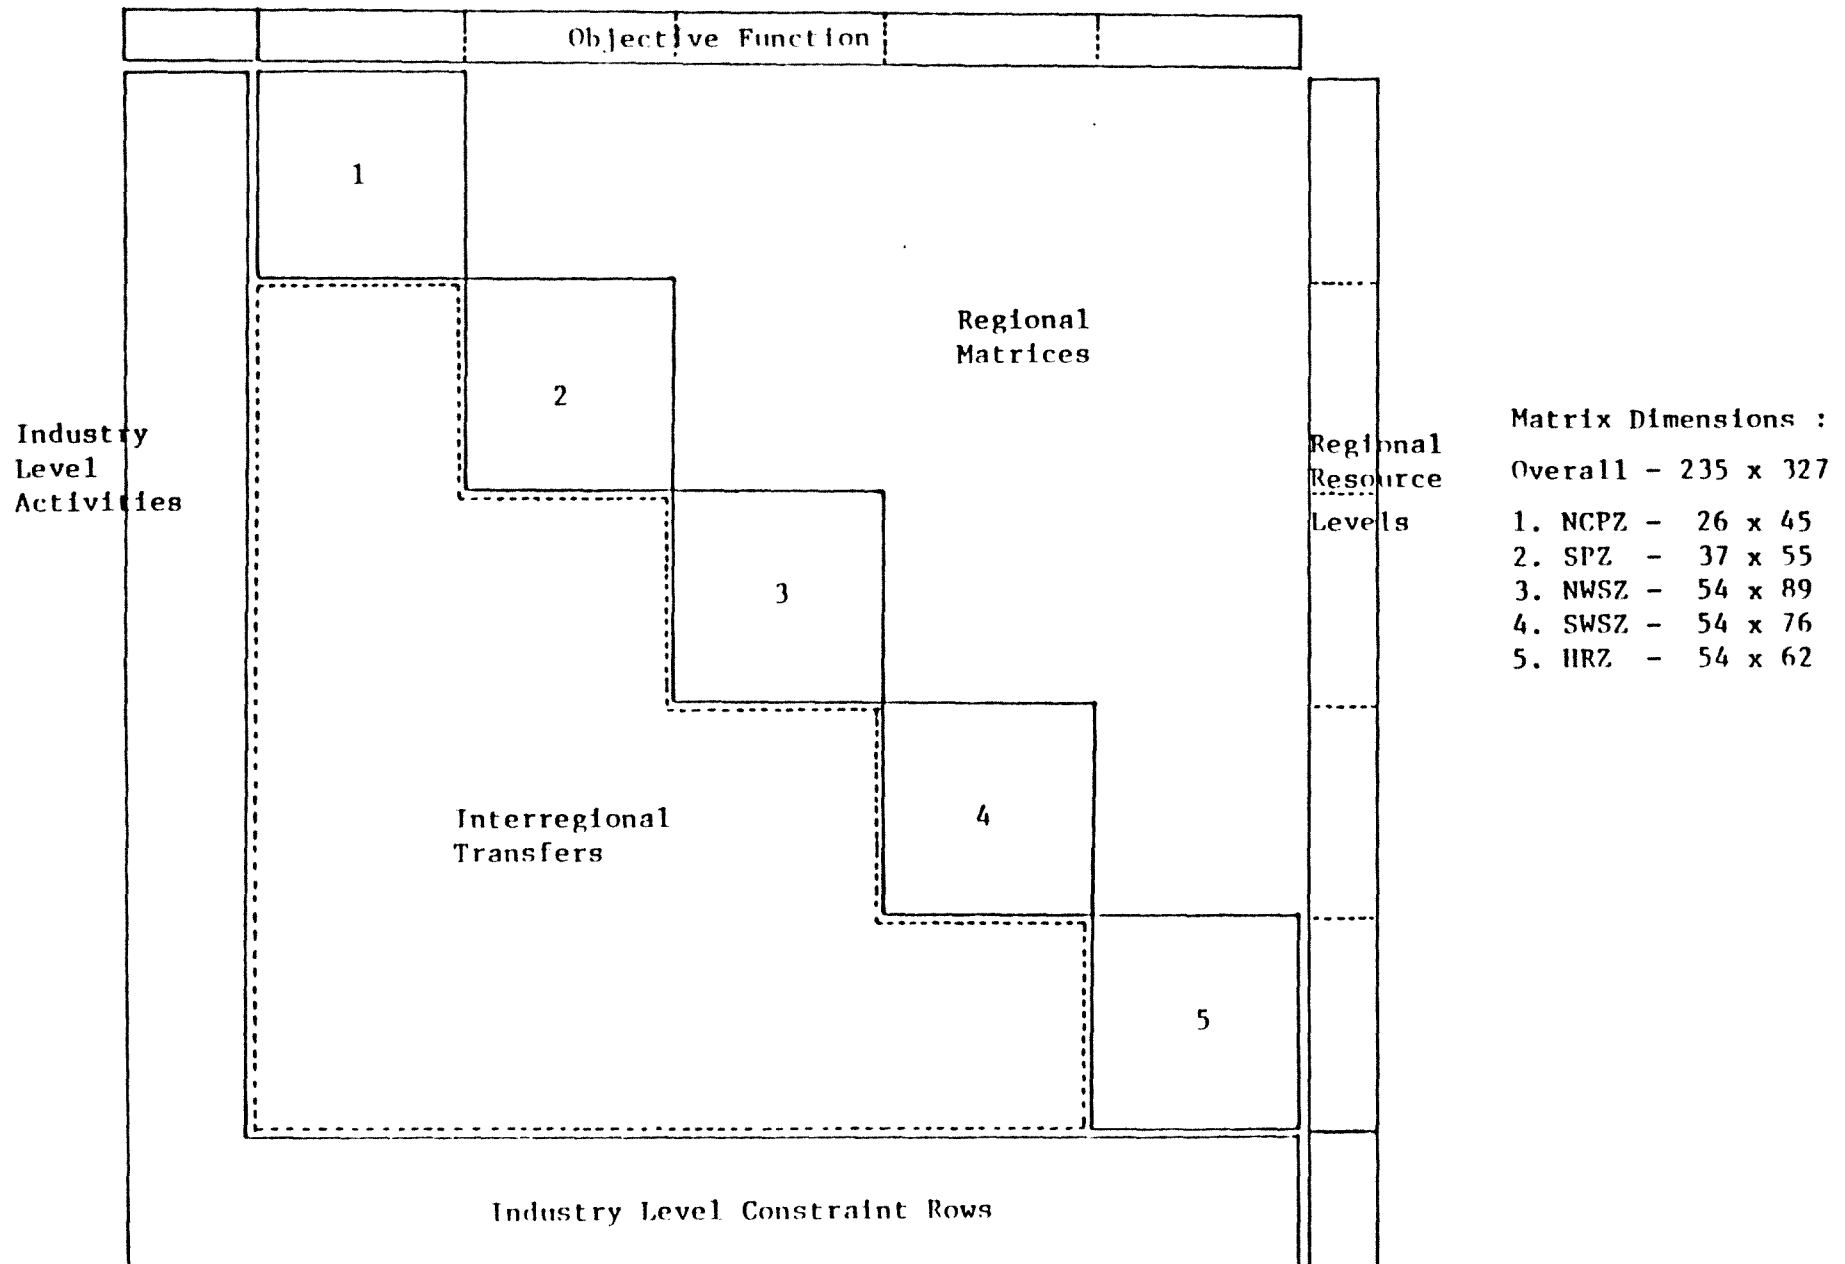 Objective Function
1
Regional
Matrices
2
Industry
Level
Activities
Regional
Resource
Levels
Matrix Dimensions :
Overall - 235 x 327
1. NCPZ - 26 x 45
2. SPZ - 37 x 55
3. NWSZ - 54 x 89
4. SWSZ - 54 x 76
5. HRZ - 54 x 62
3
Interregional
Transfers
4
5
Industry Level Constraint Rows